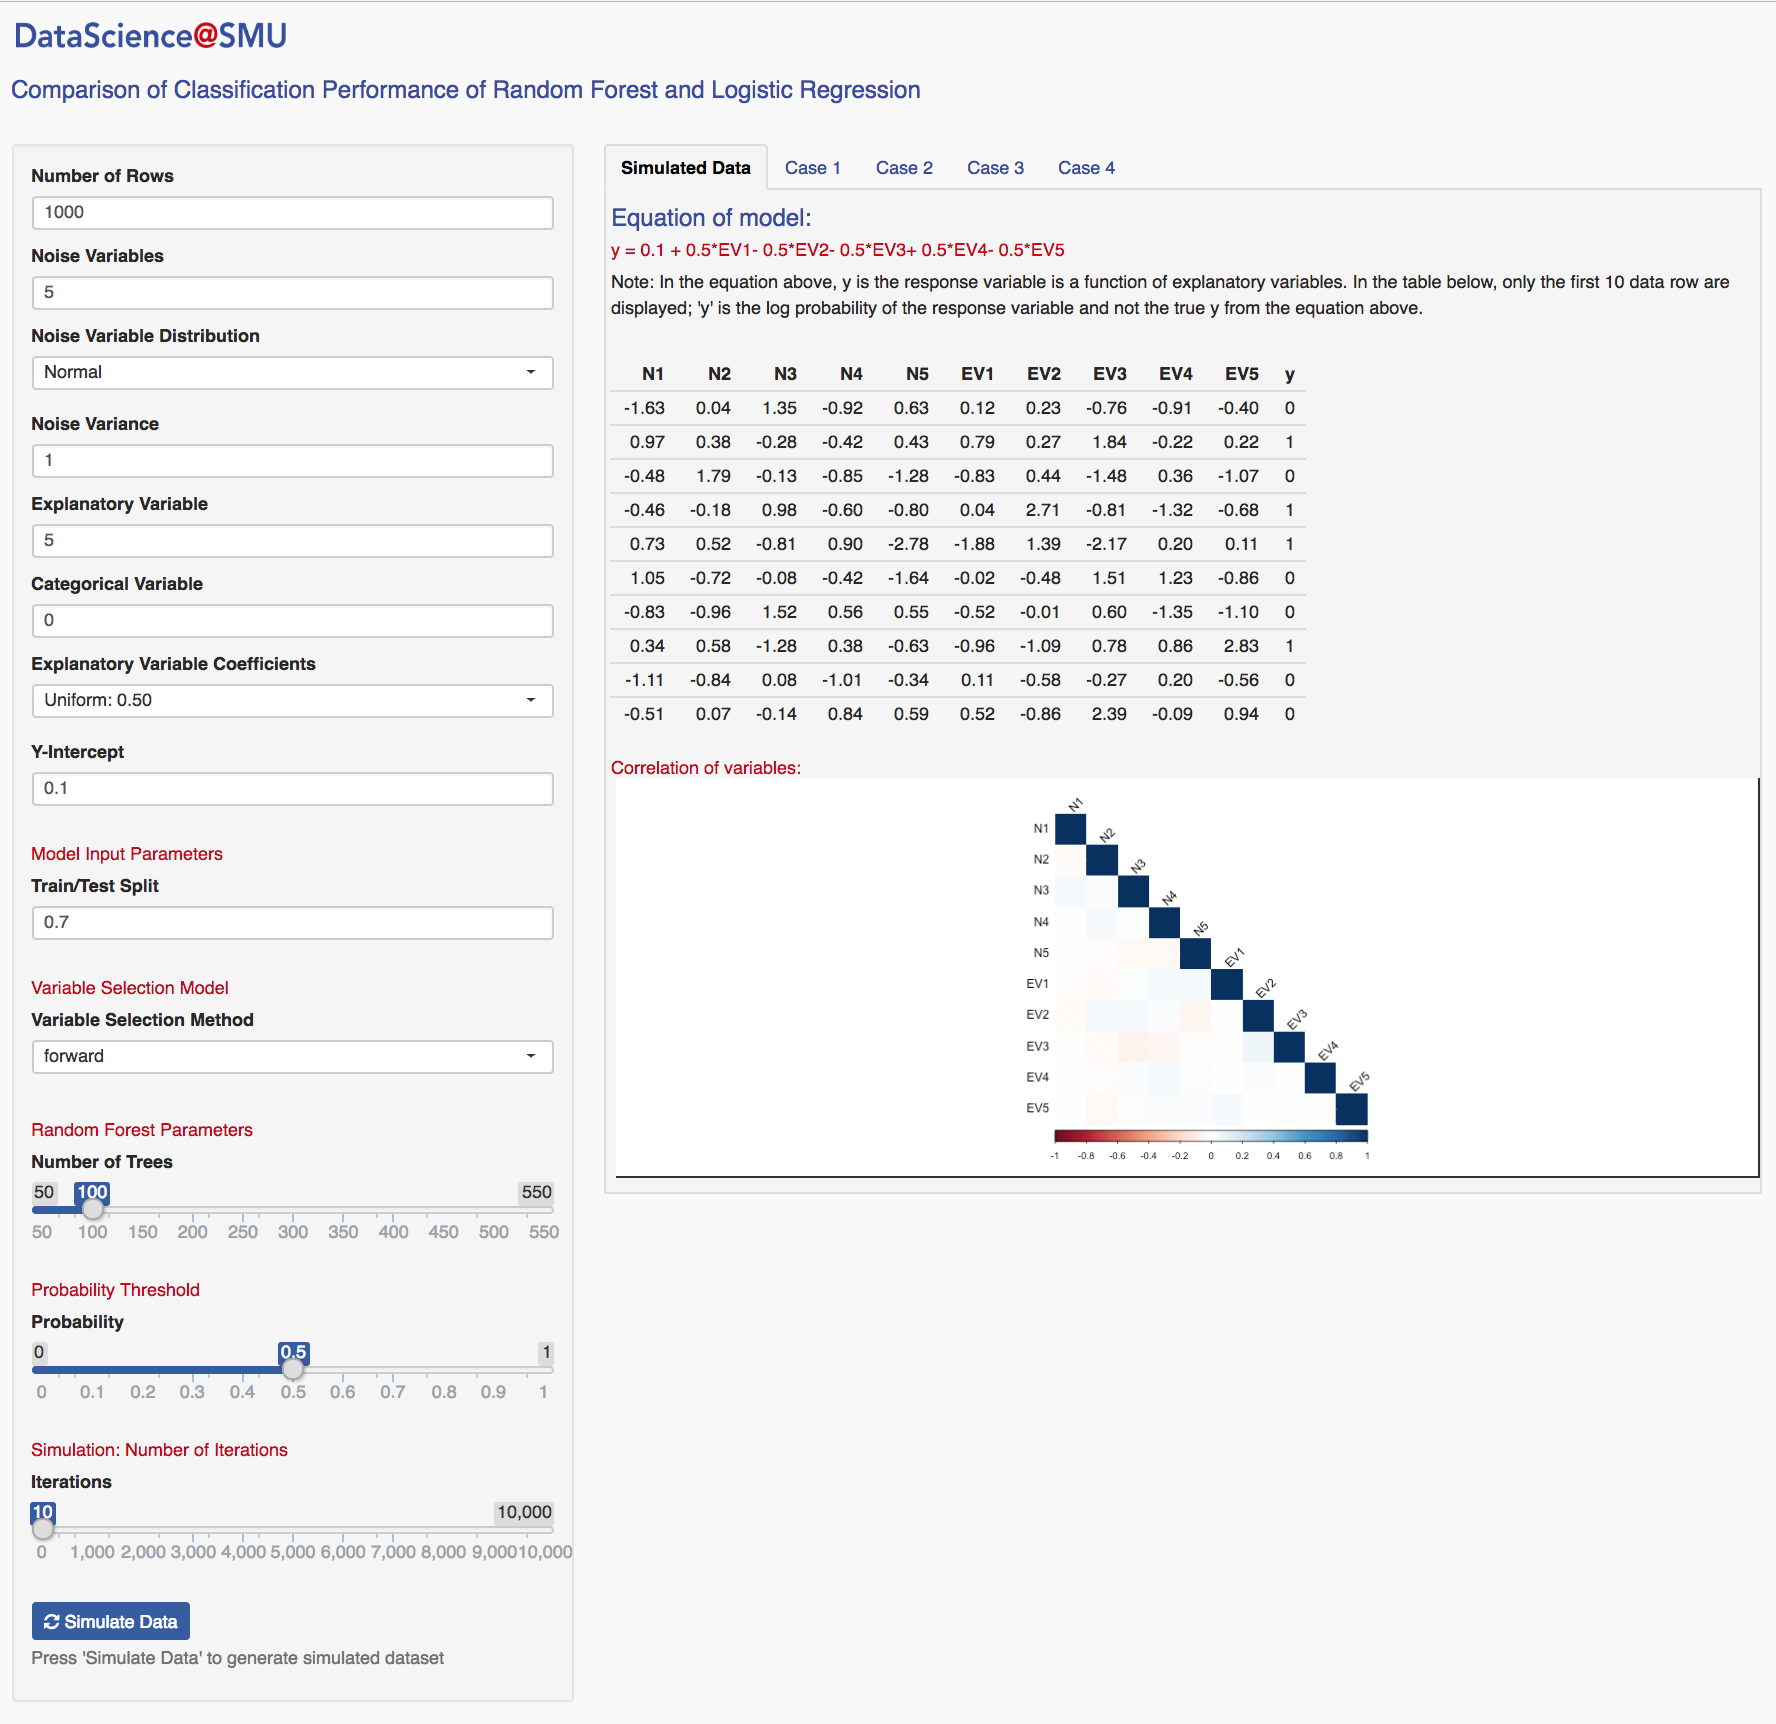 DataScience@SMU
Comparison of Classification Performance of Random Forest and Logistic Regression
Number of Rows
1000
Noise Variables
5
Noise Variable Distribution
Normal
Noise Variance
1
Explanatory Variable
5
Categorical Variable
0
Explanatory Variable Coefficients
Uniform: 0.50
Y-Intercept
0.1
Model Input Parameters
Train/Test Split
0.7
Variable Selection Model
Variable Selection Method
forward
Random Forest Parameters
Number of Trees
50 100 550
50 100 150 200 250 300 350 400 450 500 550
Probability Threshold
Probability
0 0.5 1
0 0.1 0.2 0.3 0.4 0.5 0.6 0.7 0.8 0.9 1
Simulation: Number of Iterations
Iterations
10 10,000
0 1,000 2,000 3,000 4,000 5,000 6,000 7,000 8,000 9,000 10,000
Simulate Data
Press 'Simulate Data' to generate simulated dataset
Simulated Data Case 1 Case 2 Case 3 Case 4
Equation of model:
y = 0.1 + 0.5*EV1- 0.5*EV2- 0.5*EV3+ 0.5*EV4- 0.5*EV5
Note: In the equation above, y is the response variable is a function of explanatory variables. In the table below, only the first 10 data row are
displayed; 'y' is the log probability of the response variable and not the true y from the equation above.
N1 N2 N3 N4 N5 EV1 EV2 EV3 EV4 EV5 y
-1.63 0.04 1.35 -0.92 0.63 0.12 0.23 -0.76 -0.91 -0.40 0
0.97 0.38 -0.28 -0.42 0.43 0.79 0.27 1.84 -0.22 0.22 1
-0.48 1.79 -0.13 -0.85 -1.28 -0.83 0.44 -1.48 0.36 -1.07 0
-0.46 -0.18 0.98 -0.60 -0.80 0.04 2.71 -0.81 -1.32 -0.68 1
0.73 0.52 -0.81 0.90 -2.78 -1.88 1.39 -2.17 0.20 0.11 1
1.05 -0.72 -0.08 -0.42 -1.64 -0.02 -0.48 1.51 1.23 -0.86 0
-0.83 -0.96 1.52 0.56 0.55 -0.52 -0.01 0.60 -1.35 -1.10 0
0.34 0.58 -1.28 0.38 -0.63 -0.96 -1.09 0.78 0.86 2.83 1
-1.11 -0.84 0.08 -1.01 -0.34 0.11 -0.58 -0.27 0.20 -0.56 0
-0.51 0.07 -0.14 0.84 0.59 0.52 -0.86 2.39 -0.09 0.94 0
Correlation of variables:
N1
N1
N2
N2
N3
N3
N4
N4
N5
N5
EV1
EV1
EV2
EV2
EV3
EV3
EV4
EV4
EV5
EV5
-1 -0.8 -0.6 -0.4 -0.2 0 0.2 0.4 0.6 0.8 1